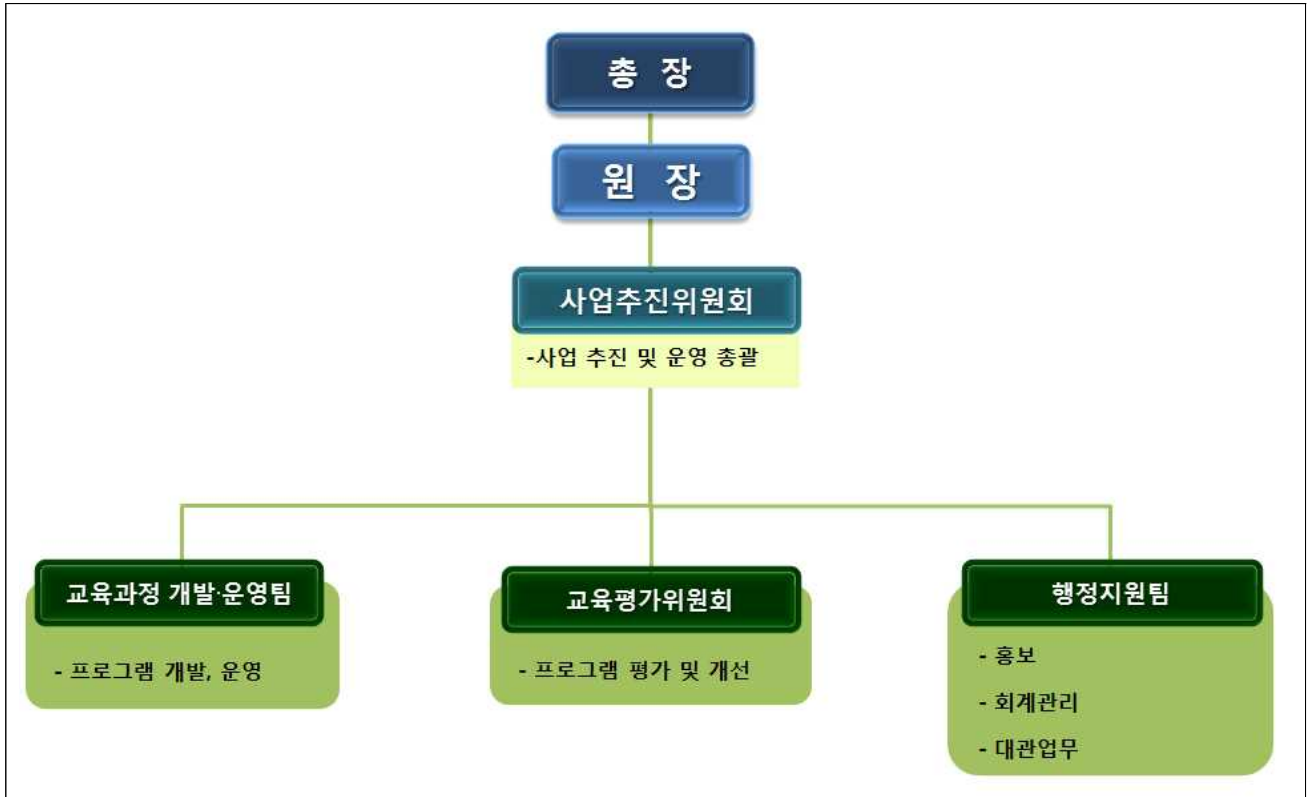 총 장
원 장
사업추진위원회
-사업 추진 및 운영 총괄
교육과정 개발·운영팀
- 프로그램 개발, 운영
교육평가위원회
- 프로그램 평가 및 개선
행정지원팀
- 홍보
- 회계관리
- 대관업무